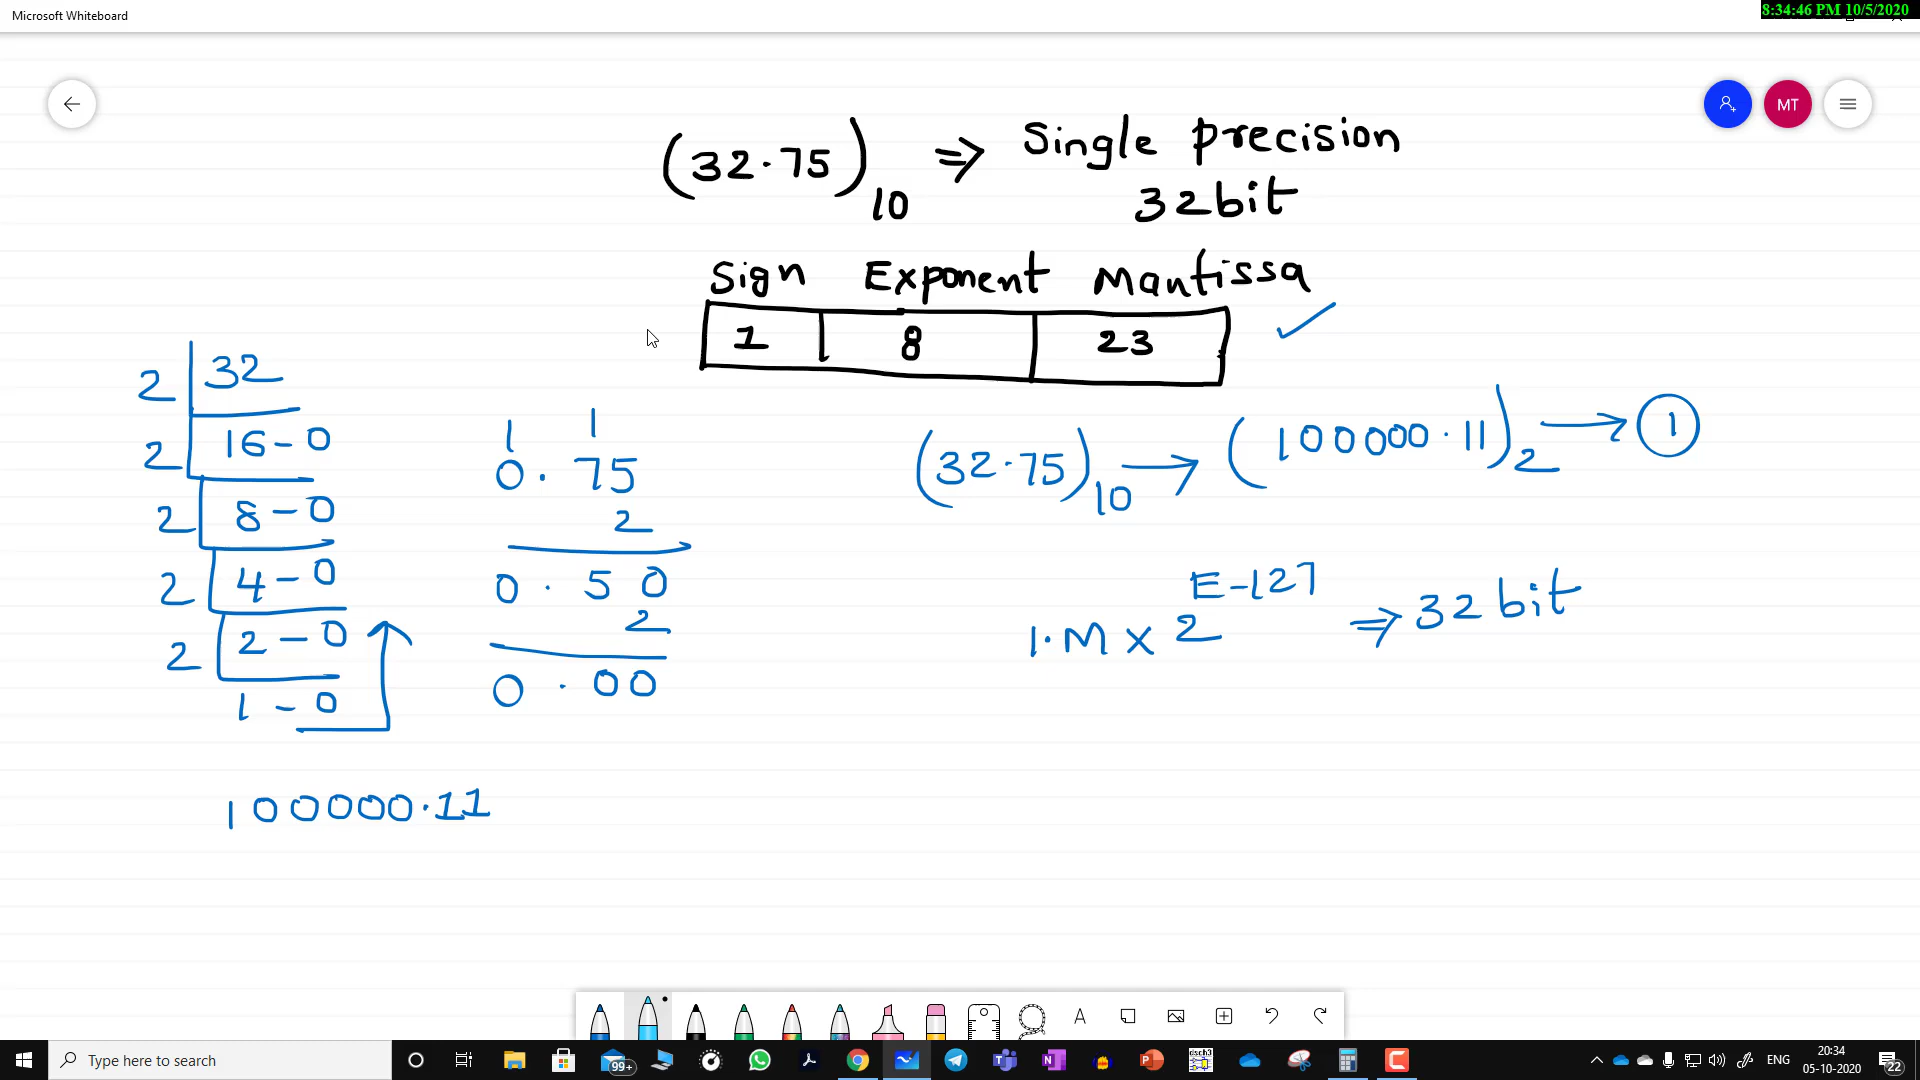 Microsoft Whiteboard
8:34:46 PM 10/5/2020
MT
(32.75)10 ⇒ Single precision
32bit
Sign Exponent Mantissa
1 8 23
2 32
2 16-0
2 8-0
2 4-0
2 2-0
1-0
100000.11
1 1
0.75
2
0.50
2
0.00
(32.75)10 → (100000.11)2 → 1
1.M x 2 E-127 ⇒ 32 bit
A
Type here to search
99+
ENG
20:34
05-10-2020
22